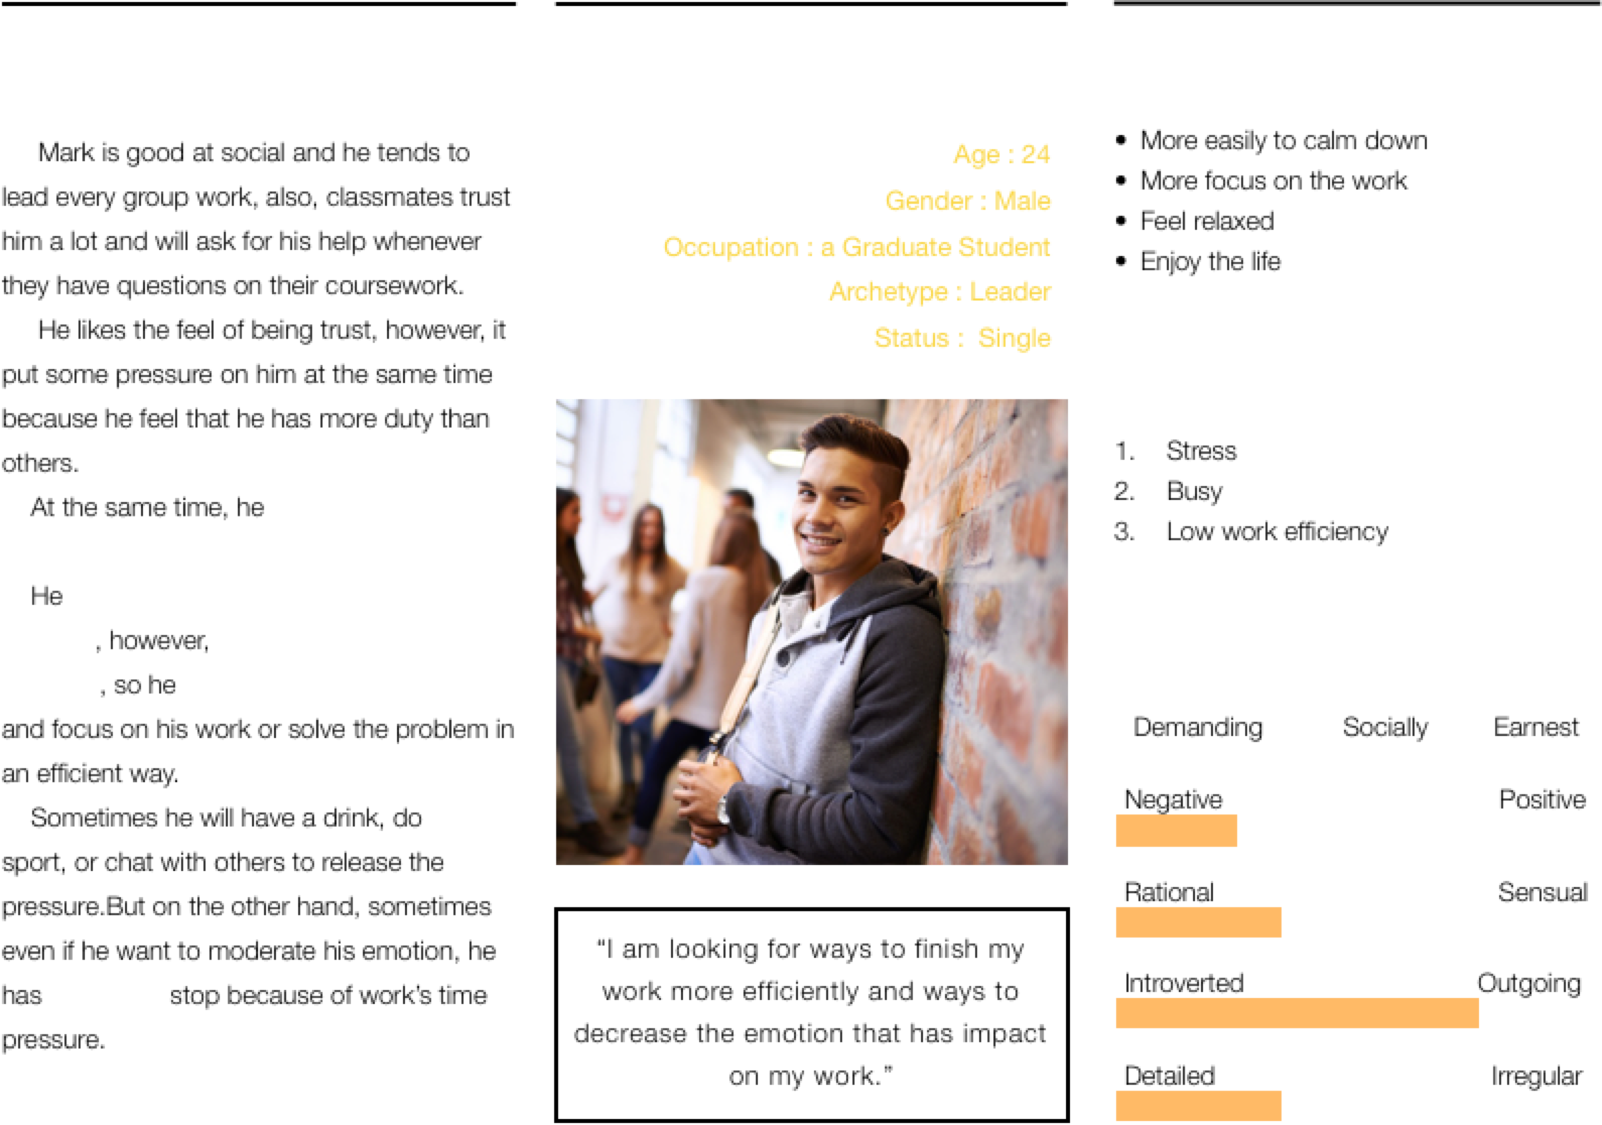 Mark is good at social and he tends to
lead every group work, also, classmates trust
him a lot and will ask for his help whenever
they have questions on their coursework.
He likes the feel of being trust, however, it
put some pressure on him at the same time
because he feel that he has more duty than
others.
At the same time, he
He
, however,
, so he
and focus on his work or solve the problem in
an efficient way.
Sometimes he will have a drink, do
sport, or chat with others to release the
pressure.But on the other hand, sometimes
even if he want to moderate his emotion, he
has stop because of work's time
pressure.
Age : 24
Gender : Male
Occupation : a Graduate Student
Archetype : Leader
Status : Single
“I am looking for ways to finish my
work more efficiently and ways to
decrease the emotion that has impact
on my work.”
• More easily to calm down
• More focus on the work
• Feel relaxed
• Enjoy the life
1. Stress
2. Busy
3. Low work efficiency
Demanding Socially Earnest
Negative Positive
Rational Sensual
Introverted Outgoing
Detailed Irregular